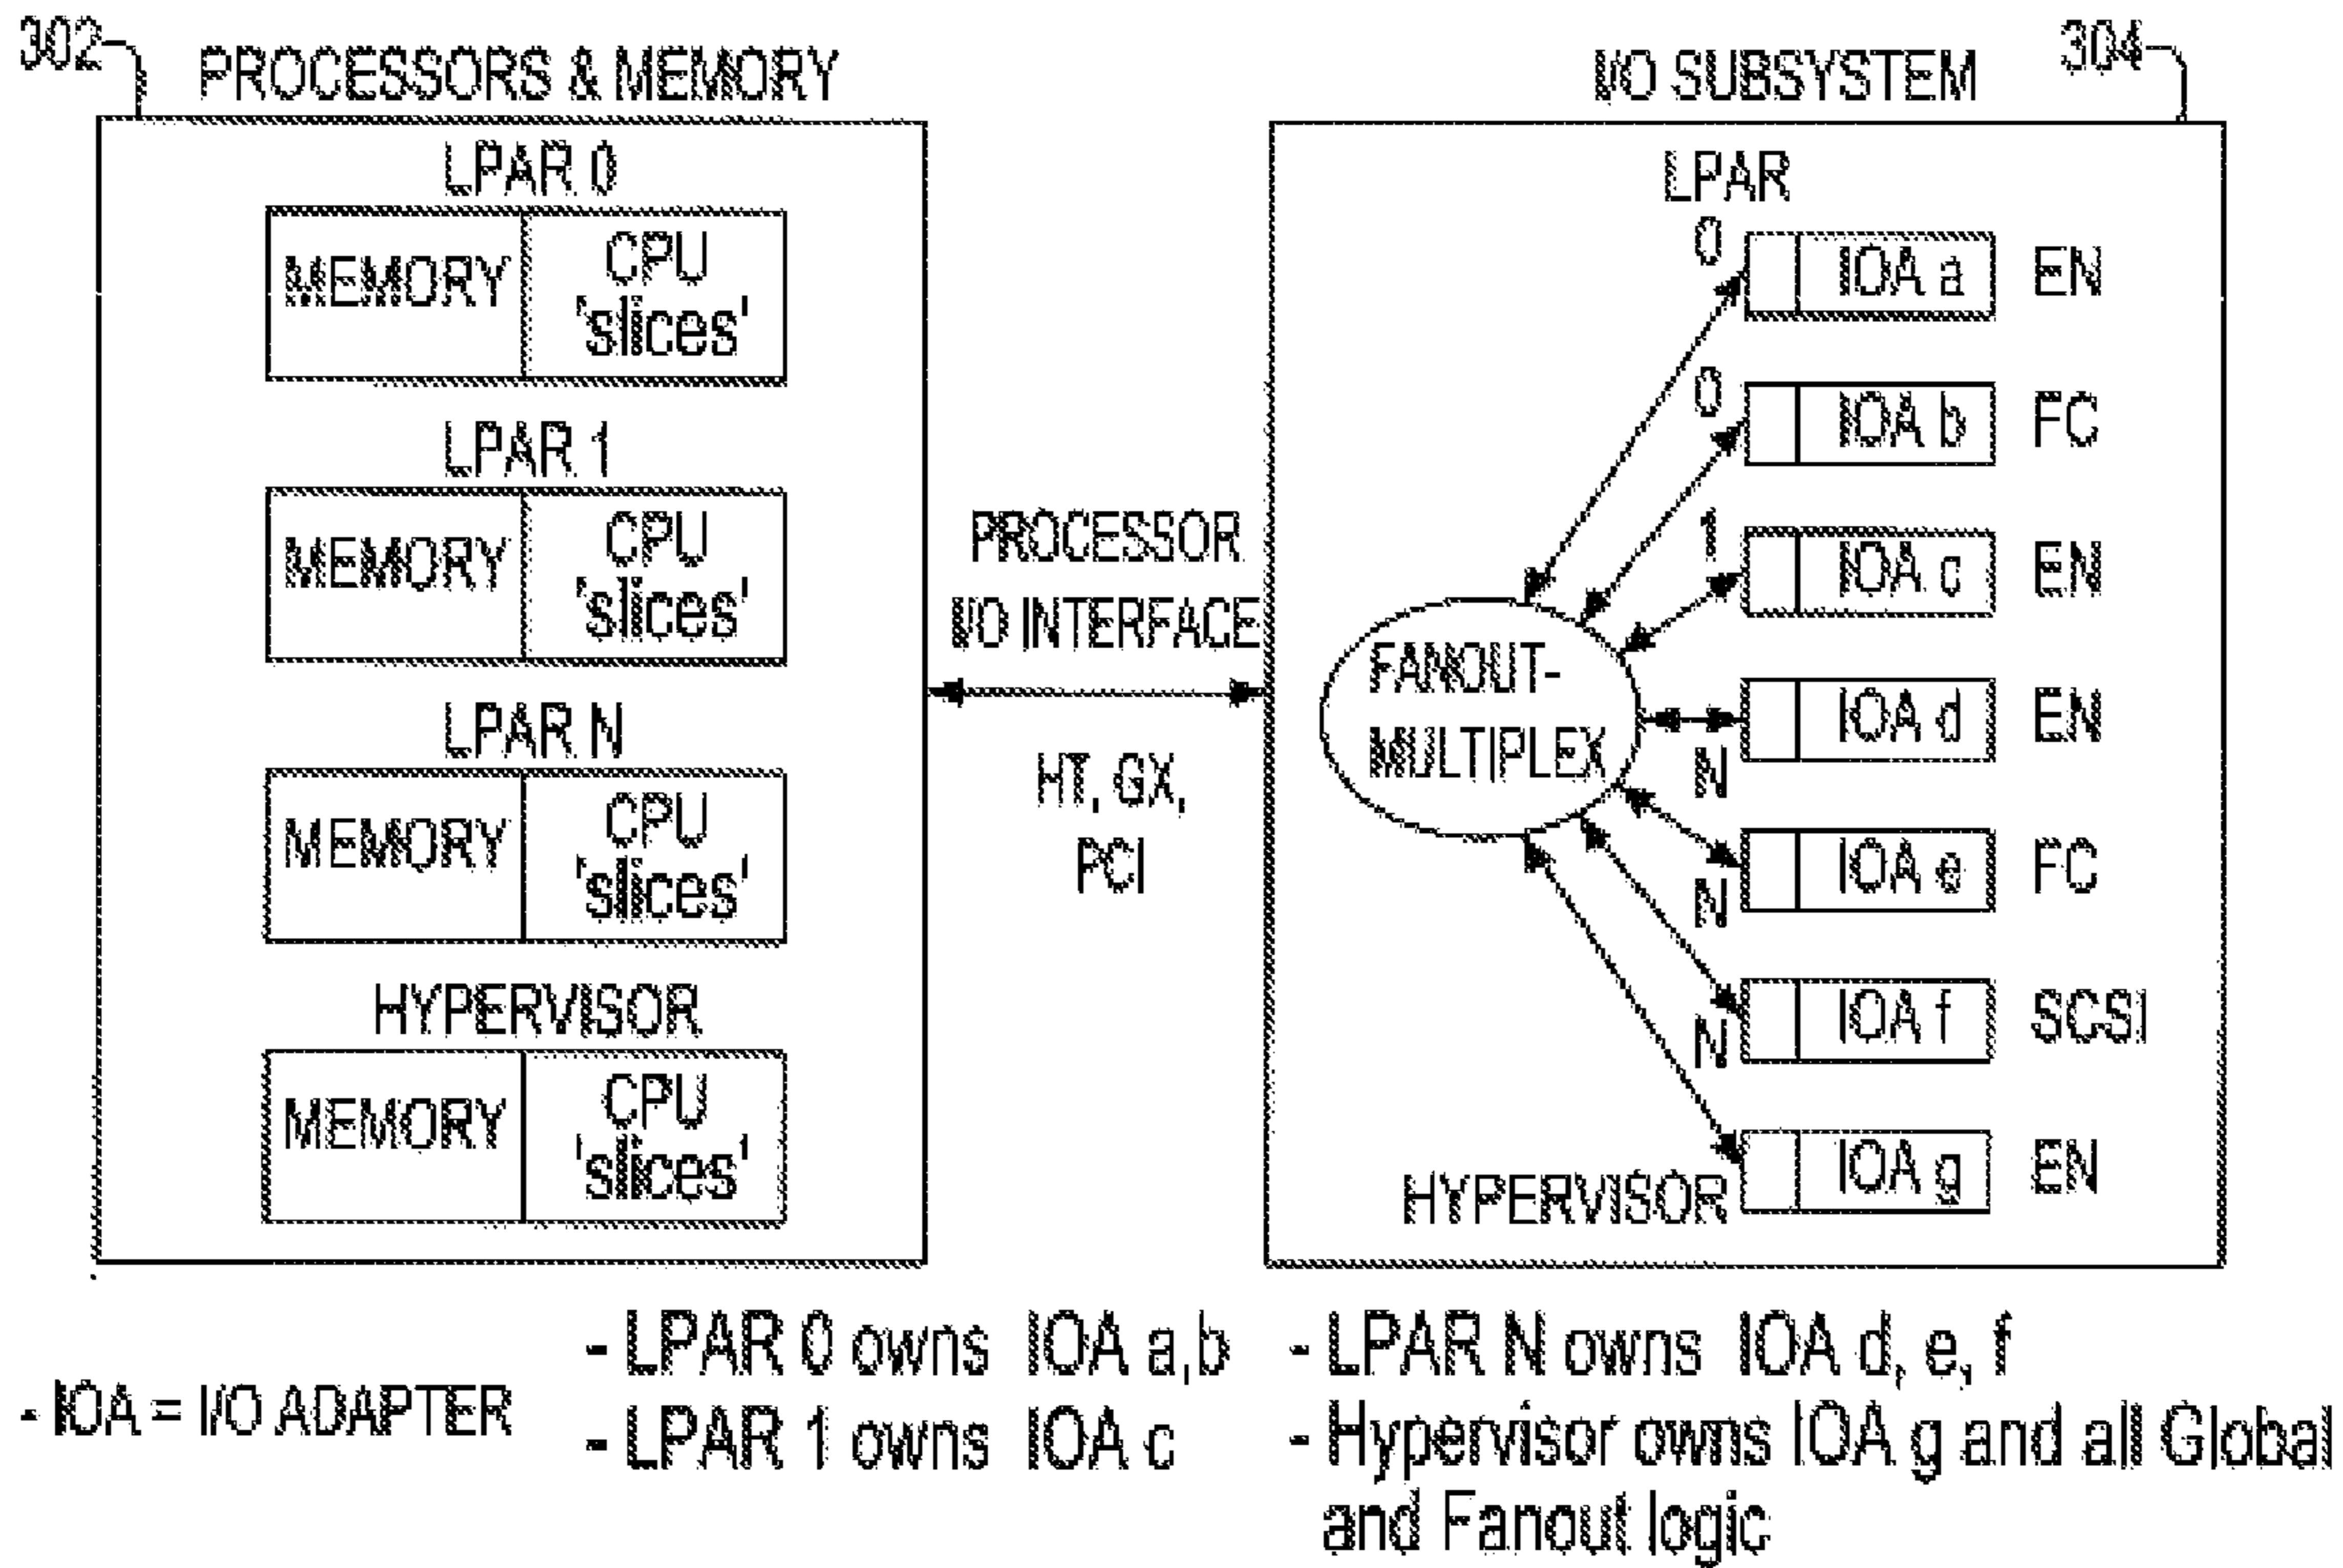 302
PROCESSORS & MEMORY
LPAR 0
MEMORY
CPU
'slices'
LPAR 1
MEMORY
CPU
'slices'
LPAR N
MEMORY
CPU
'slices'
HYPERVISOR
MEMORY
CPU
'slices'
PROCESSOR
I/O INTERFACE
HT, GX,
PCI
I/O SUBSYSTEM
304
LPAR
0
IOA a
EN
0
IOA b
FC
1
IOA c
EN
FANOUT-
MULTIPLEX
IOA d
EN
N
IOA e
FC
N
IOA f
SCSI
N
HYPERVISOR
IOA g
EN
- IOA = I/O ADAPTER
- LPAR 0 owns IOA a,b
- LPAR 1 owns IOA c
- LPAR N owns IOA d, e, f
- Hypervisor owns IOA g and all Global
and Fanout logic